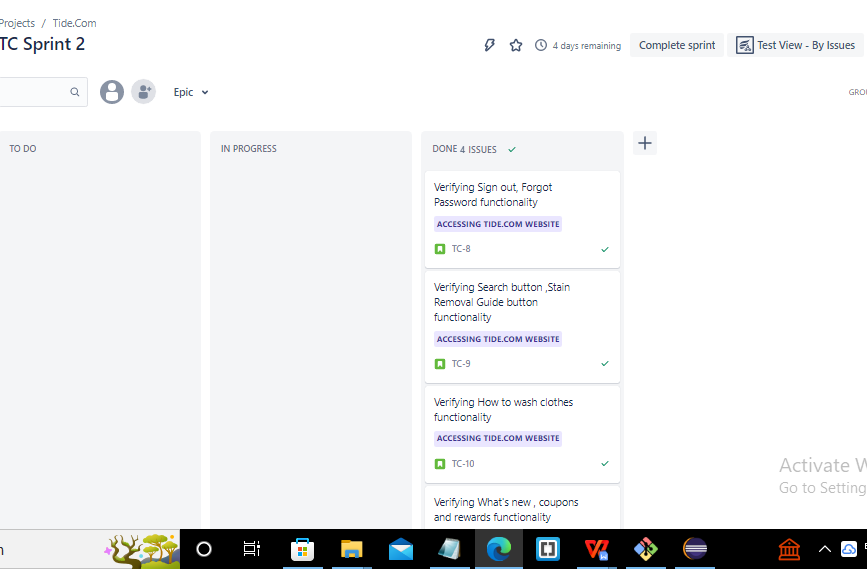 Projects / Tide.Com
TC Sprint 2
4 days remaining
Complete sprint
Test View - By Issues
Epic
TO DO
IN PROGRESS
DONE 4 ISSUES
Verifying Sign out, Forgot
Password functionality
ACCESSING TIDE.COM WEBSITE
TC-8
Verifying Search button ,Stain
Removal Guide button
functionality
ACCESSING TIDE.COM WEBSITE
TC-9
Verifying How to wash clothes
functionality
ACCESSING TIDE.COM WEBSITE
TC-10
Verifying What's new , coupons
and rewards functionality
Activate W
Go to Setting